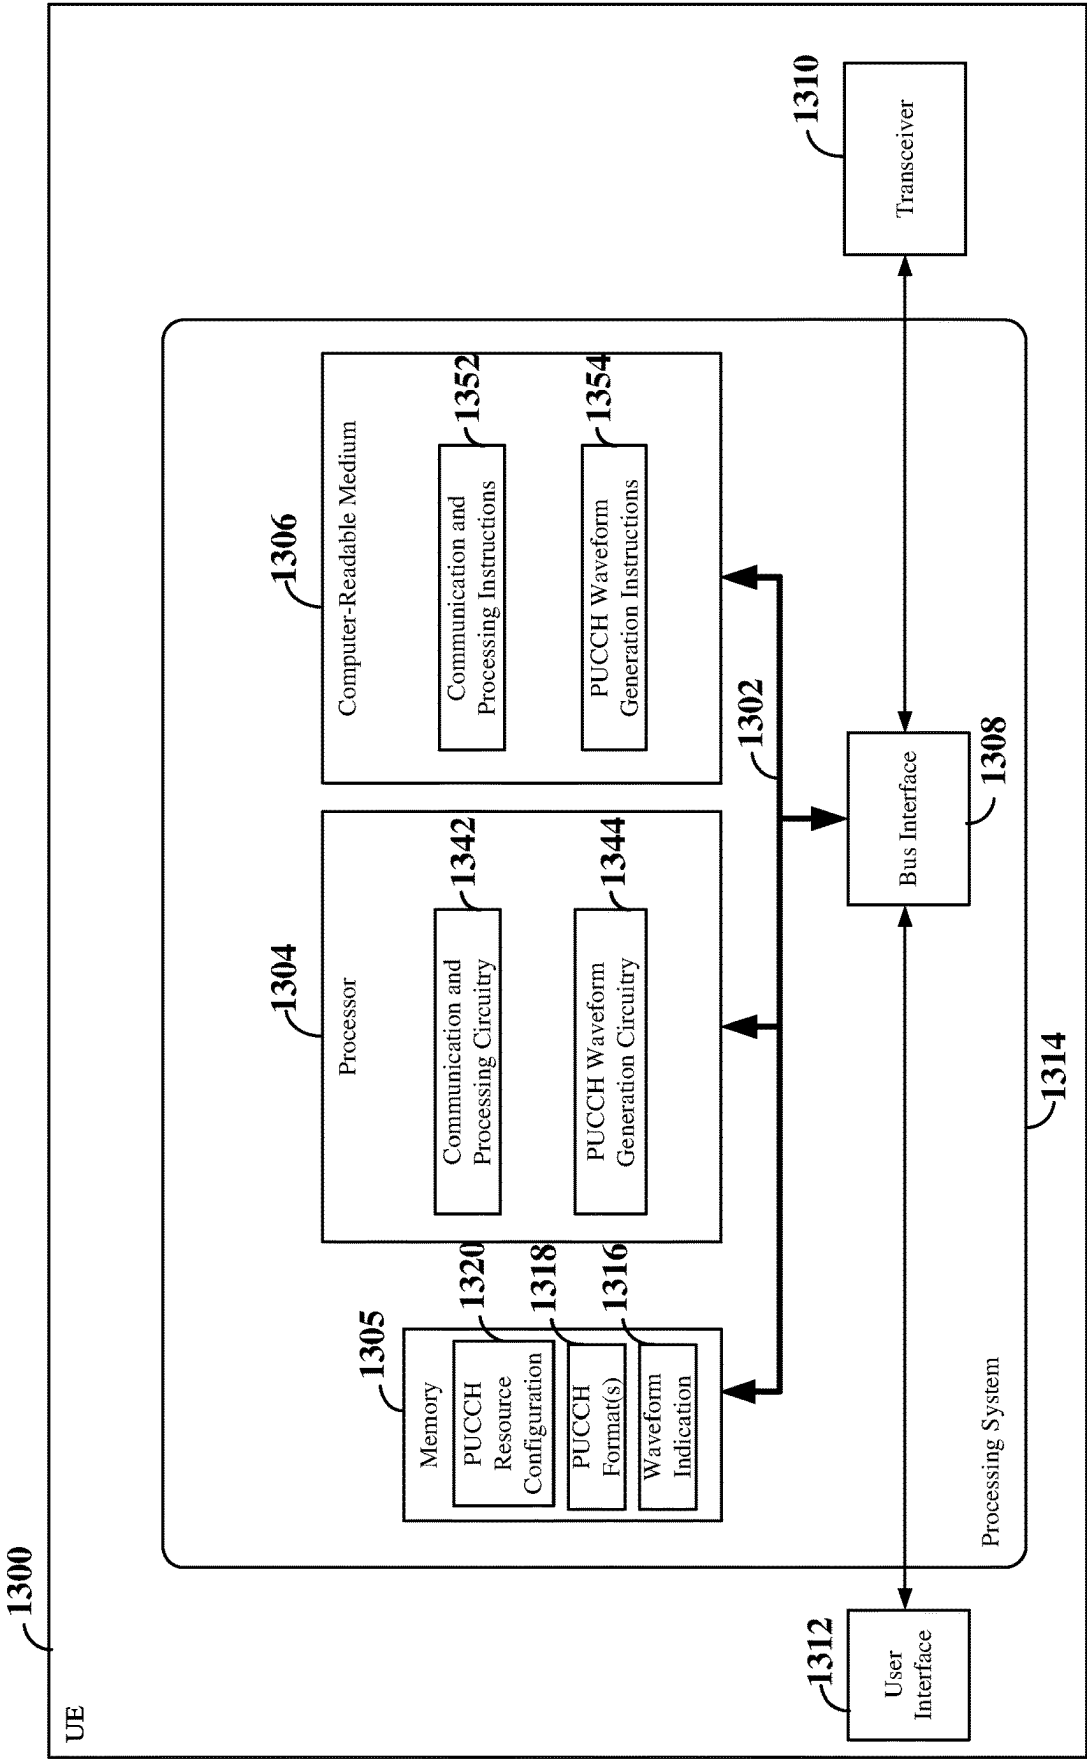 1300
UE
1314
Processing System
1305
Memory
1320
PUCCH
Resource
Configuration
1318
PUCCH
Format(s)
1316
Waveform
Indication
1304
Processor
1342
Communication and
Processing Circuitry
1344
PUCCH Waveform
Generation Circuitry
1306
Computer-Readable Medium
1352
Communication and
Processing Instructions
1354
PUCCH Waveform
Generation Instructions
1302
1312
User
Interface
Bus Interface
1308
1310
Transceiver